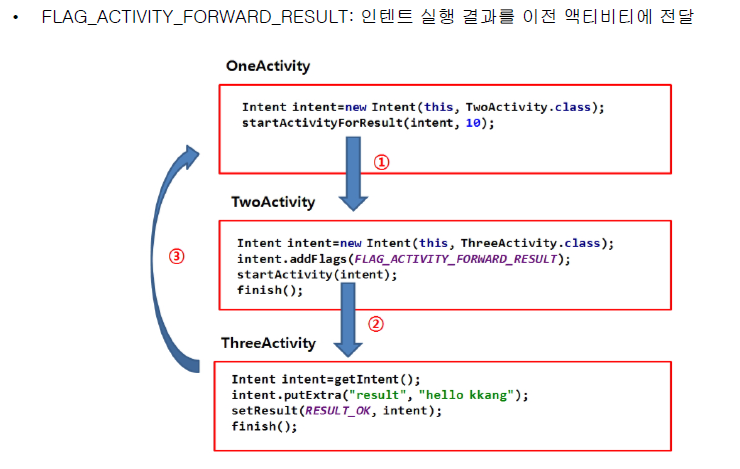 • FLAG_ACTIVITY_FORWARD_RESULT: 인텐트 실행 결과를 이전 액티비티에 전달
OneActivity
Intent intent=new Intent(this, TwoActivity.class);
startActivityForResult(intent, 10);
①
TwoActivity
Intent intent=new Intent(this, ThreeActivity.class);
intent.addFlags(FLAG_ACTIVITY_FORWARD_RESULT);
startActivity(intent);
finish();
③
②
ThreeActivity
Intent intent=getIntent();
intent.putExtra("result", "hello kkang");
setResult(RESULT_OK, intent);
finish();